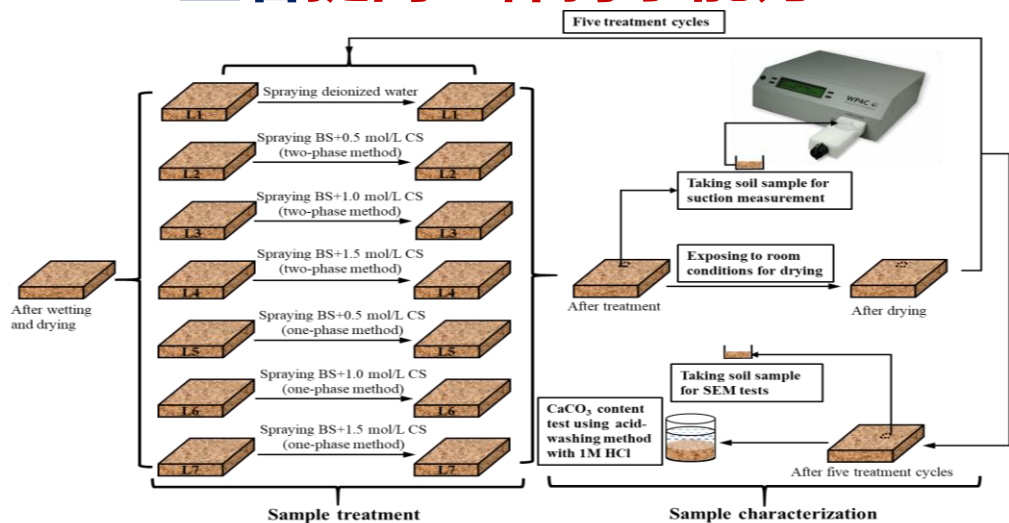 Five treatment cycles
L1
Spraying deionized water
L1
L2
Spraying BS+0.5 mol/L CS
(two-phase method)
L2
L3
Spraying BS+1.0 mol/L CS
(two-phase method)
L3
L4
Spraying BS+1.5 mol/L CS
(two-phase method)
L4
L5
Spraying BS+0.5 mol/L CS
(one-phase method)
L5
L6
Spraying BS+1.0 mol/L CS
(one-phase method)
L6
L7
Spraying BS+1.5 mol/L CS
(one-phase method)
L7
After wetting
and drying
Sample treatment
WP4C
Taking soil sample for
suction measurement
Exposing to room
conditions for drying
After treatment
After drying
Taking soil sample
for SEM tests
CaCO₃ content
test using acid-
washing method
with 1M HCl
After five treatment cycles
Sample characterization